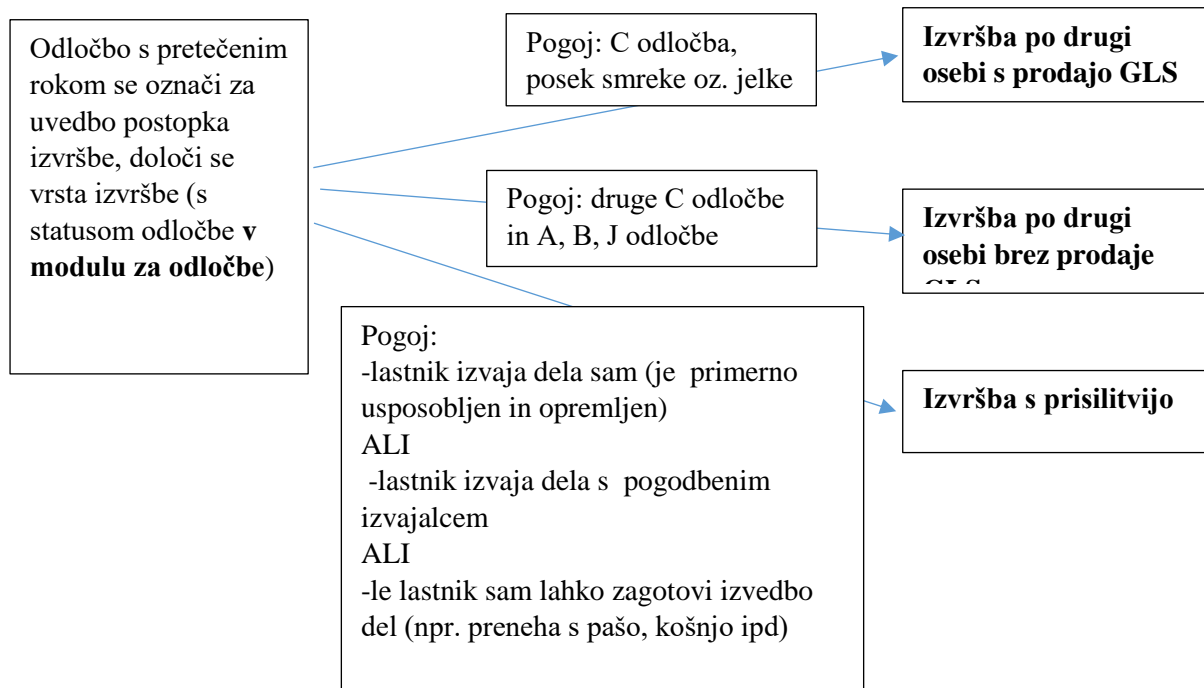 Odločbo s pretečenim
rokom se označi za
uvedbo postopka
izvršbe, določi se
vrsta izvršbe (s
statusom odločbe v
modulu za odločbe)
Pogoj: C odločba,
posek smreke oz. jelke
Izvršba po drugi
osebi s prodajo GLS
Pogoj: druge C odločbe
in A, B, J odločbe
Izvršba po drugi
osebi brez prodaje
Pogoj:
-lastnik izvaja dela sam (je  primerno
usposobljen in opremljen)
ALI
-lastnik izvaja dela s  pogodbenim
izvajalcem
ALI
-le lastnik sam lahko zagotovi izvedbo
del (npr. preneha s pašo, košnjo ipd)
Izvršba s prisilitvijo